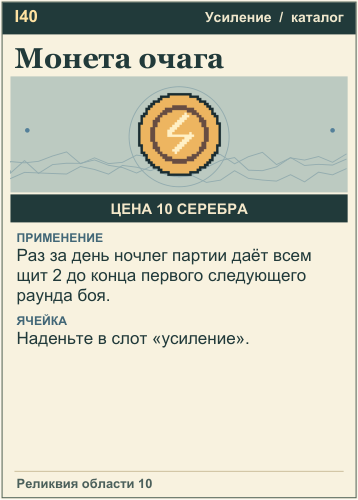 I40
Усиление / каталог
Монета очага
ЦЕНА 10 СЕРЕБРА
ПРИМЕНЕНИЕ
Раз за день ночлег партии даёт всем
щит 2 до конца первого следующего
раунда боя.
ЯЧЕЙКА
Наденьте в слот «усиление».
Реликвия области 10